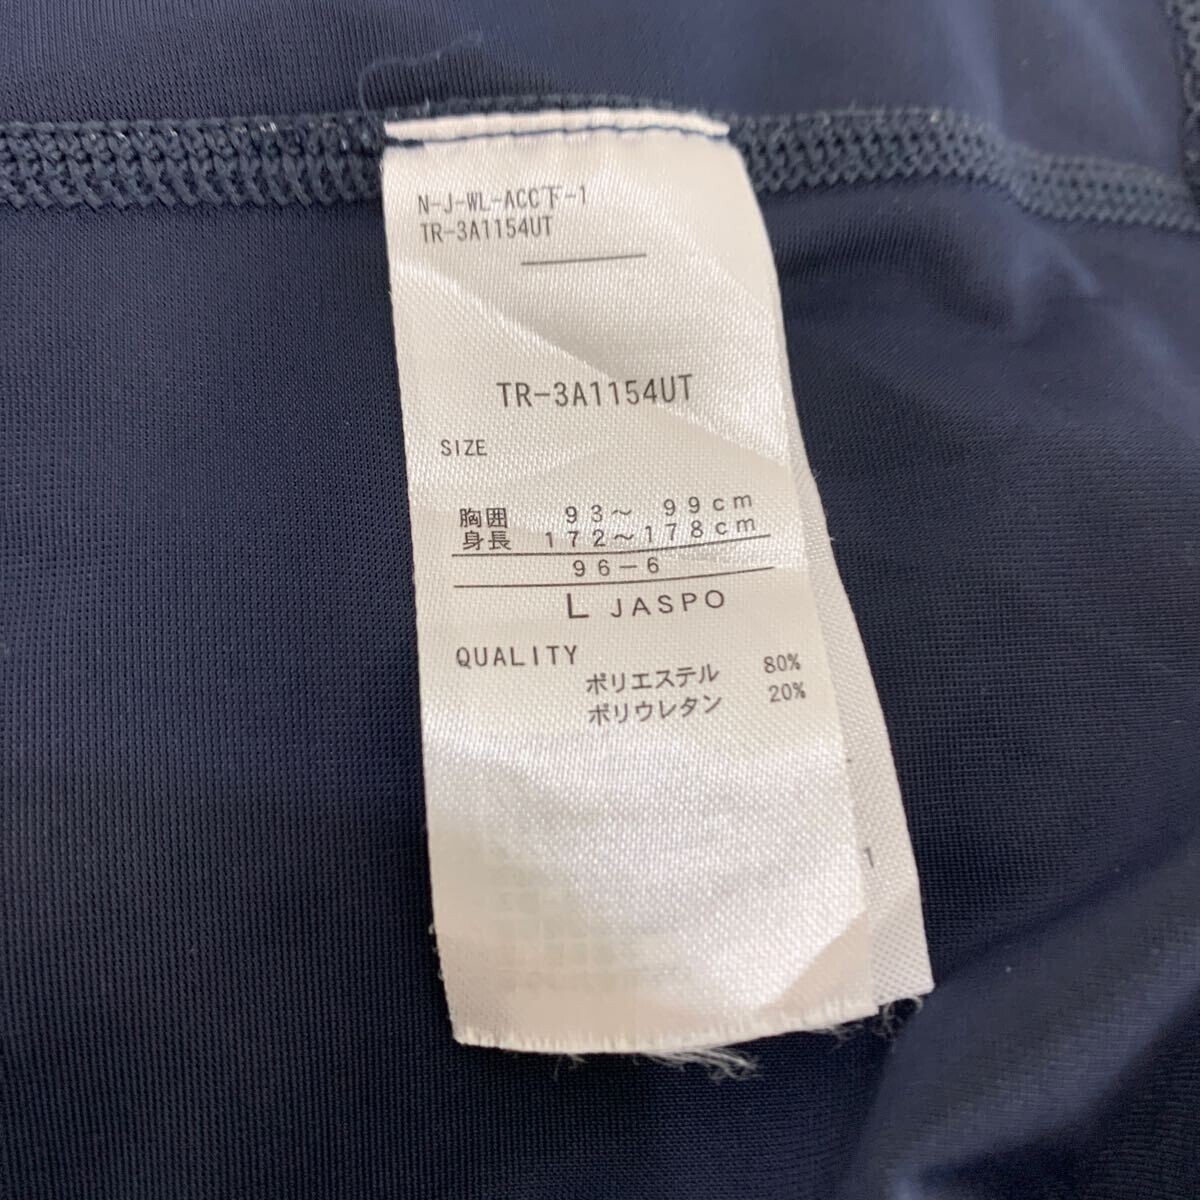 N-J-WL-ACC下-1
TR-3A1154UT
TR-3A1154UT
SIZE
胸囲 93～ 99cm
身長 172～178cm
96-6
L JASPO
QUALITY
ポリエステル 80%
ポリウレタン 20%
1